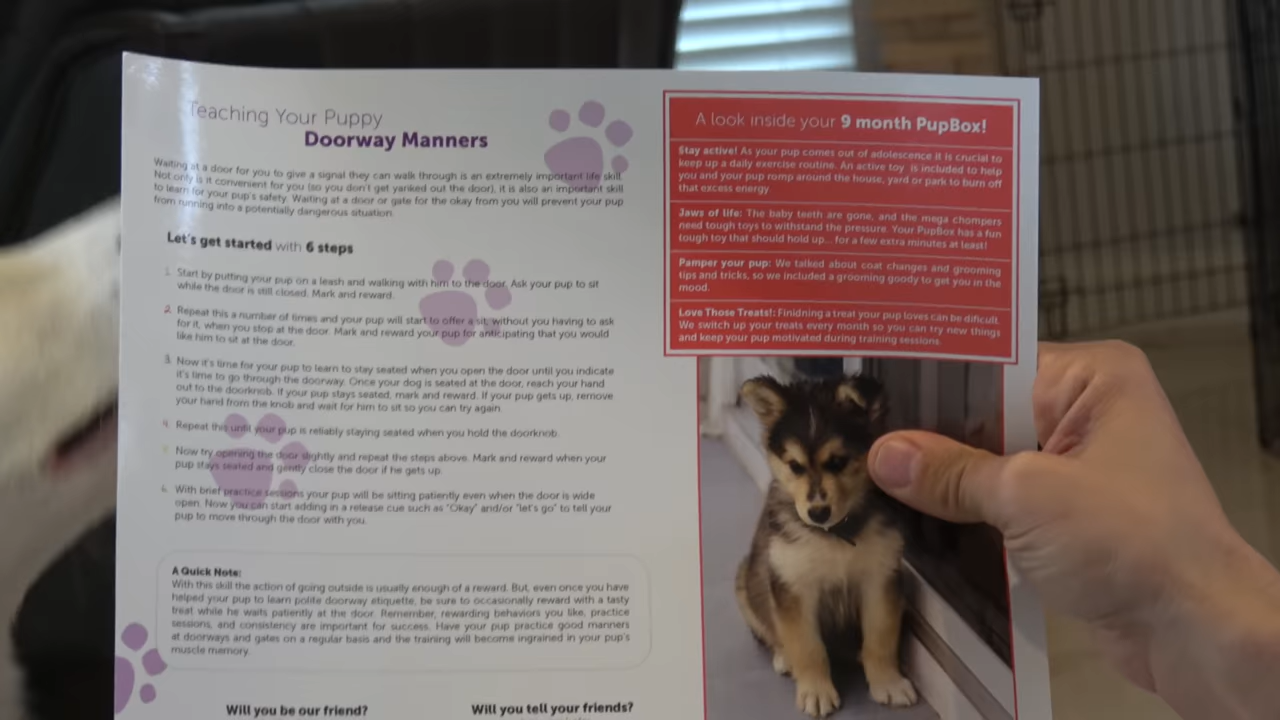 Teaching Your Puppy
Doorway Manners
Waiting at a door for you to give a signal they can walk through is an extremely important life skill.
Not only is it convenient for you (so you don't get yanked out the door), it is also an important skill
to learn for your pup's safety. Waiting at a door or gate for the okay from you will prevent your pup
from running into a potentially dangerous situation.
Let's get started with 6 steps
1. Start by putting your pup on a leash and walking with him to the door. Ask your pup to sit
while the door is still closed. Mark and reward.
2. Repeat this a number of times and your pup will start to offer a sit, without you having to ask
for it, when you stop at the door. Mark and reward your pup for anticipating that you would
like him to sit at the door.
3. Now it's time for your pup to learn to stay seated when you open the door until you indicate
it's time to go through the doorway. Once your dog is seated at the door, reach your hand
out to the doorknob. If your pup stays seated, mark and reward. If your pup gets up, remove
your hand from the knob and wait for him to sit so you can try again.
4. Repeat this until your pup is reliably staying seated when you hold the doorknob.
5. Now try opening the door slightly and repeat the steps above. Mark and reward when your
pup stays seated and gently close the door if he gets up.
6. With brief practice sessions your pup will be sitting patiently even when the door is wide
open. Now you can start adding in a release cue such as "Okay" and/or "let's go" to tell your
pup to move through the door with you.
A Quick Note:
With this skill the action of going outside is usually enough of a reward. But, even once you have
helped your pup to learn polite doorway etiquette, be sure to occasionally reward with a tasty
treat while he waits patiently at the door. Remember, rewarding behaviors you like, practice
sessions, and consistency are important for success. Have your pup practice good manners
at doorways and gates on a regular basis and the training will become ingrained in your pup's
muscle memory.
Will you be our friend?
Will you tell your friends?
A look inside your 9 month PupBox!
Stay active! As your pup comes out of adolescence it is crucial to
keep up a daily exercise routine. An active toy is included to help
you and your pup romp around the house, yard or park to burn off
that excess energy.
Jaws of life: The baby teeth are gone, and the mega chompers
need tough toys to withstand the pressure. Your PupBox has a fun
tough toy that should hold up... for a few extra minutes at least!
Pamper your pup: We talked about coat changes and grooming
tips and tricks, so we included a grooming goody to get you in the
mood.
Love Those Treats!: Finidning a treat your pup loves can be dificult.
We switch up your treats every month so you can try new things
and keep your pup motivated during training sessions.